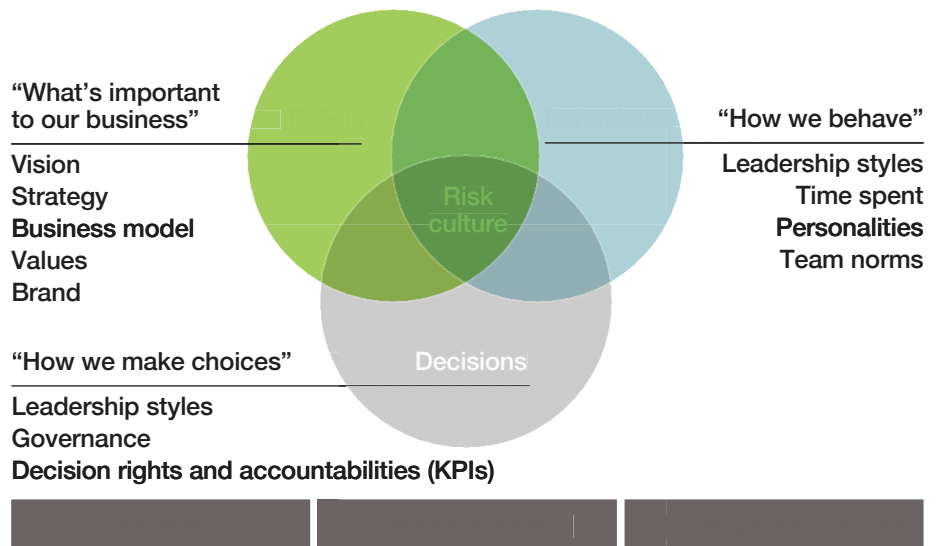 “What’s important
to our business”
Vision
Strategy
Business model
Values
Brand
Risk
culture
“How we behave”
Leadership styles
Time spent
Personalities
Team norms
“How we make choices”
Decisions
Leadership styles
Governance
Decision rights and accountabilities (KPIs)